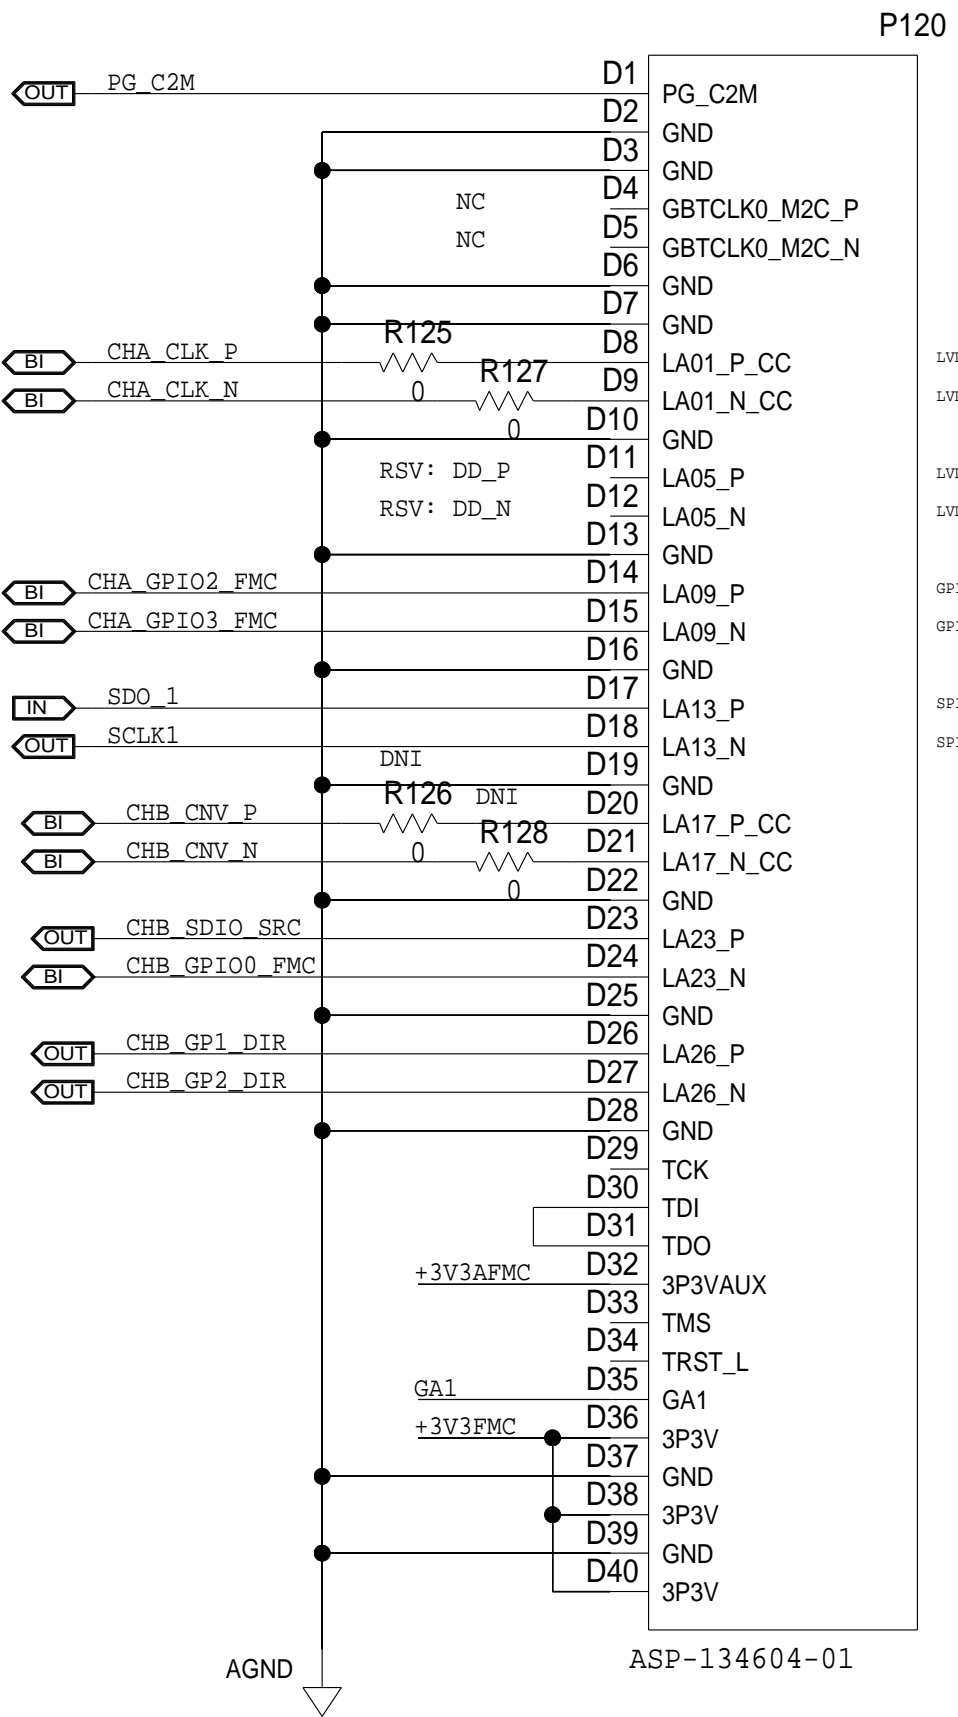 P120
OUT PG_C2M D1 PG_C2M
D2 GND
D3 GND
NC D4 GBTCLK0_M2C_P
NC D5 GBTCLK0_M2C_N
D6 GND
D7 GND
BI CHA_CLK_P R125 0 D8 LA01_P_CC
BI CHA_CLK_N R127 0 D9 LA01_N_CC
D10 GND
RSV: DD_P D11 LA05_P
RSV: DD_N D12 LA05_N
D13 GND
BI CHA_GPIO2_FMC D14 LA09_P
BI CHA_GPIO3_FMC D15 LA09_N
D16 GND
IN SDO_1 D17 LA13_P
OUT SCLK1 D18 LA13_N
D19 GND
BI CHB_CNV_P DNI R126 0 D20 LA17_P_CC
BI CHB_CNV_N DNI R128 0 D21 LA17_N_CC
D22 GND
OUT CHB_SDIO_SRC D23 LA23_P
BI CHB_GPIO0_FMC D24 LA23_N
D25 GND
OUT CHB_GP1_DIR D26 LA26_P
OUT CHB_GP2_DIR D27 LA26_N
D28 GND
D29 TCK
D30 TDI
D31 TDO
+3V3AFMC D32 3P3VAUX
D33 TMS
D34 TRST_L
GA1 D35 GA1
+3V3FMC D36 3P3V
D37 GND
D38 3P3V
D39 GND
D40 3P3V
AGND
ASP-134604-01